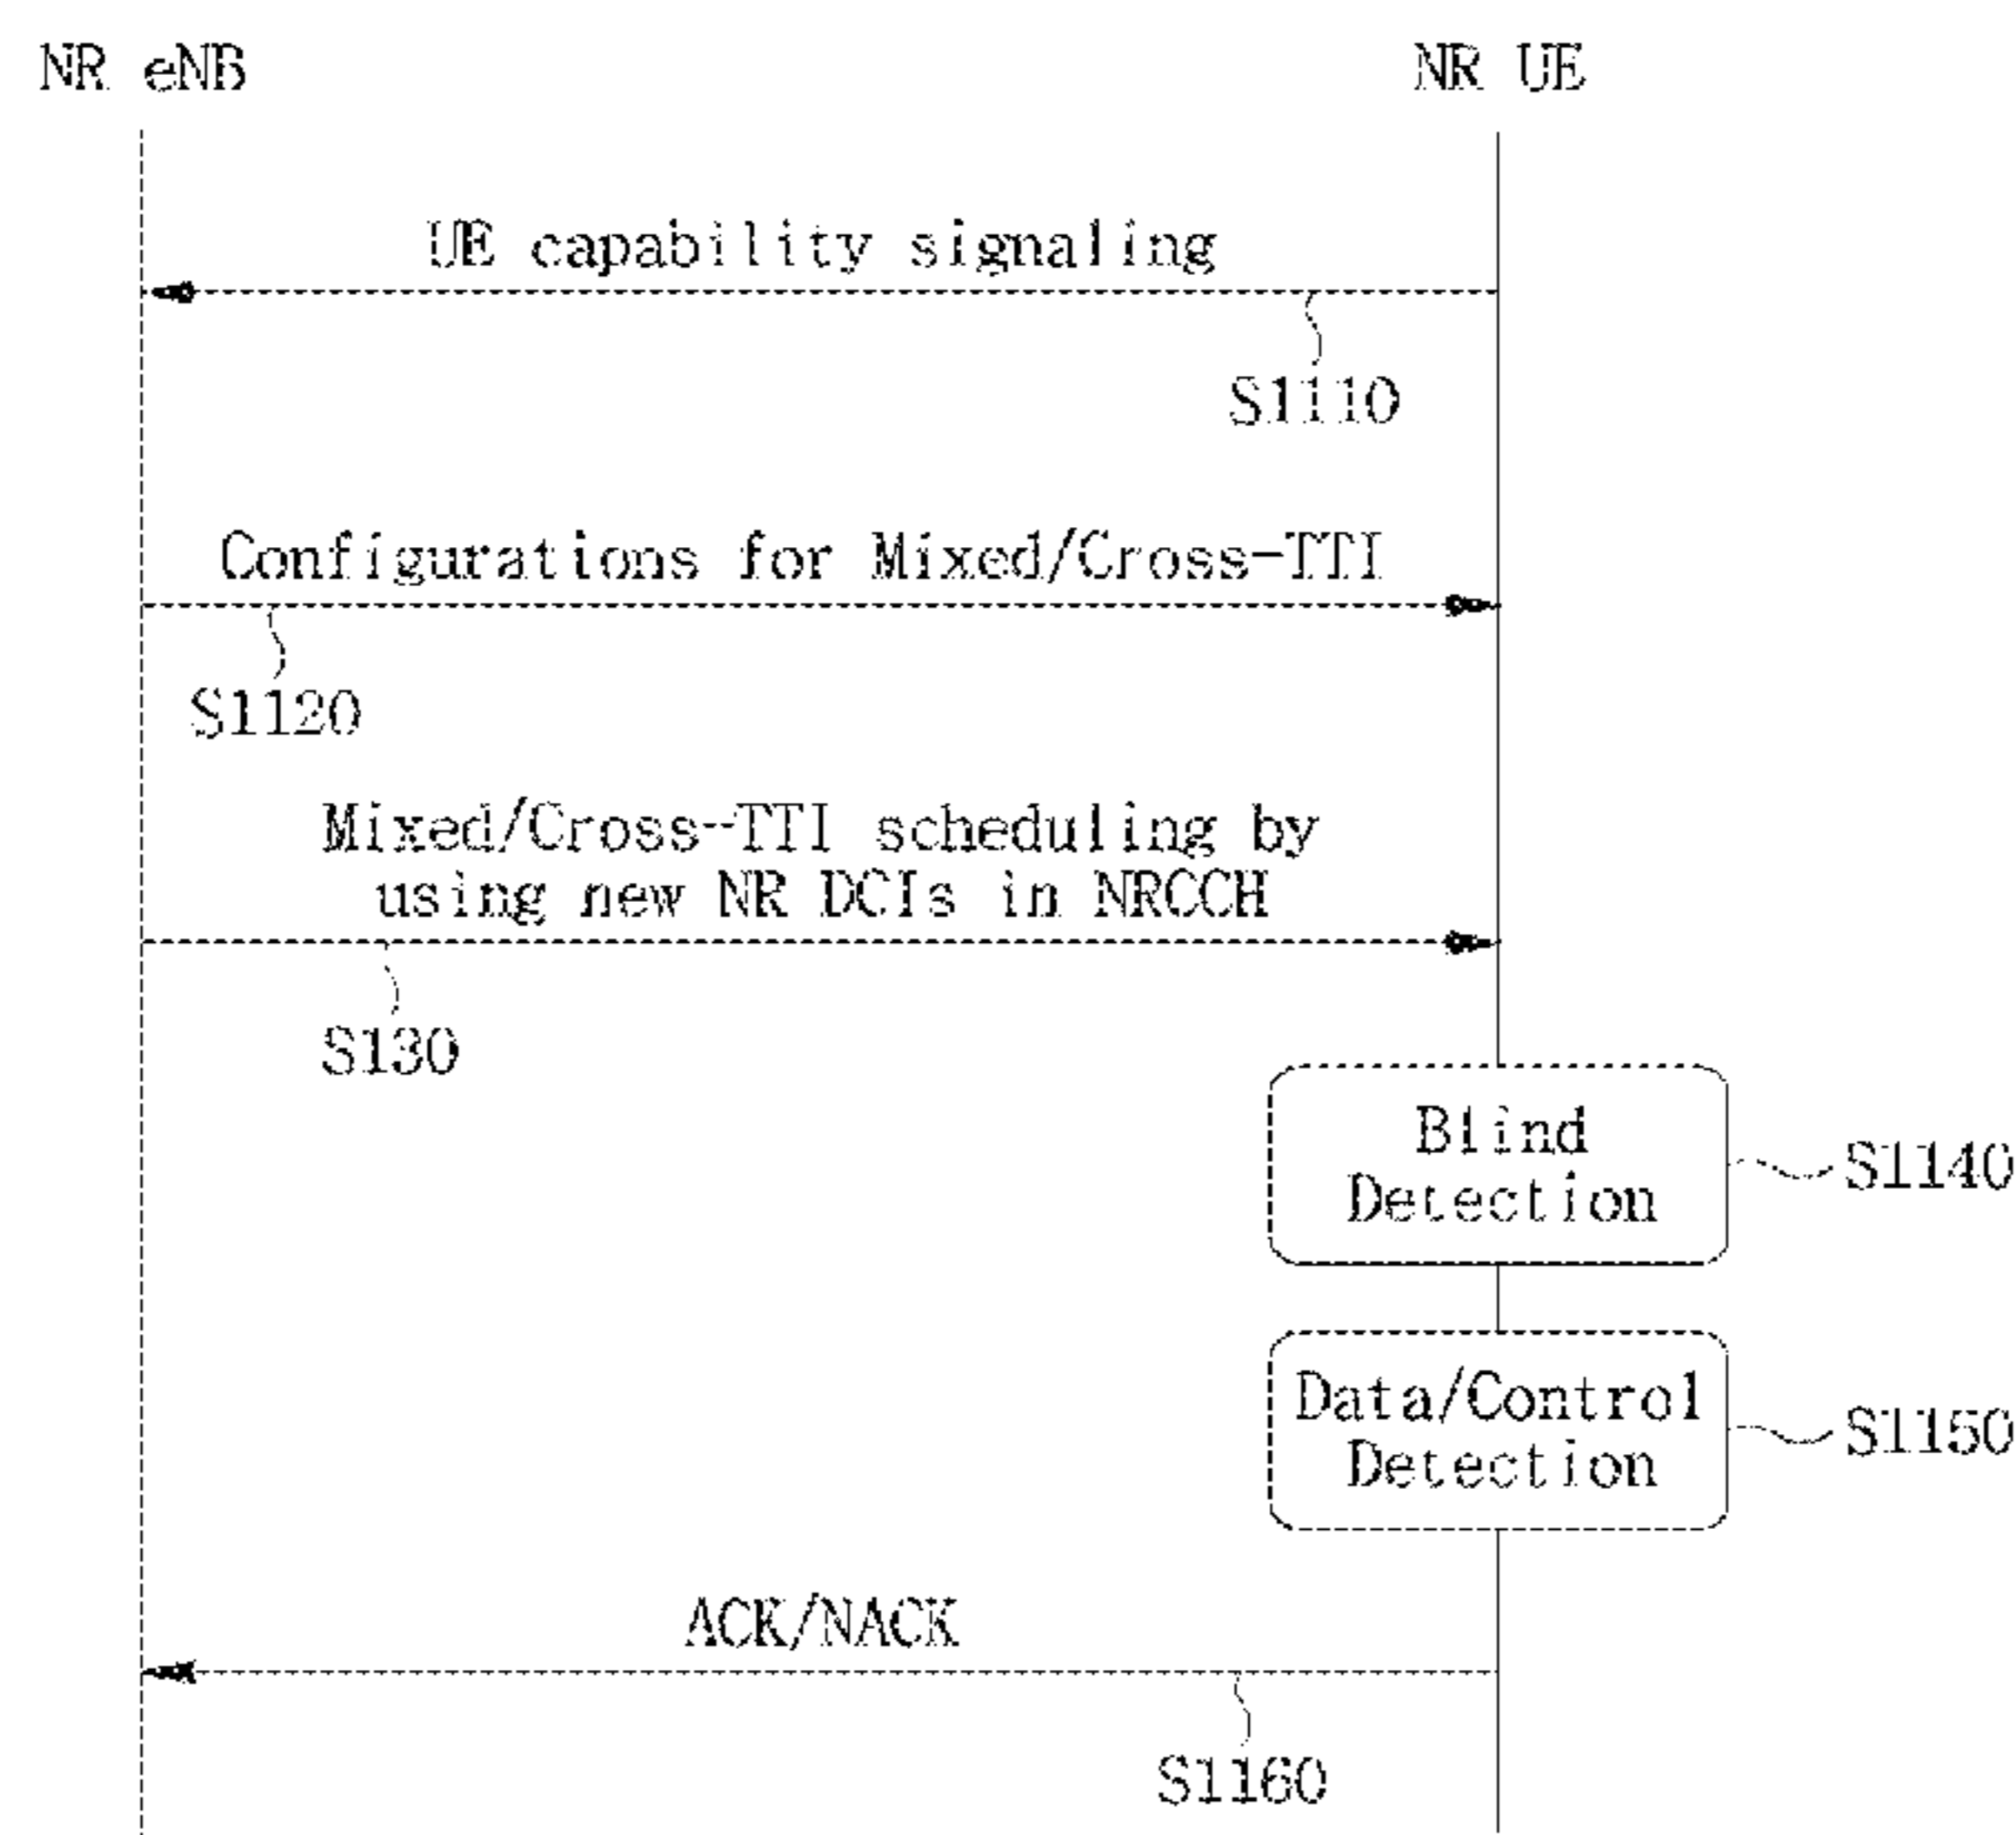 NR eNB
NR UE
UE capability signaling
S1110
Configurations for Mixed/Cross-TTI
S1120
Mixed/Cross-TTI scheduling by
using new NR DCIs in NRCCH
S130
Blind
Detection
S1140
Data/Control
Detection
S1150
ACK/NACK
S1160